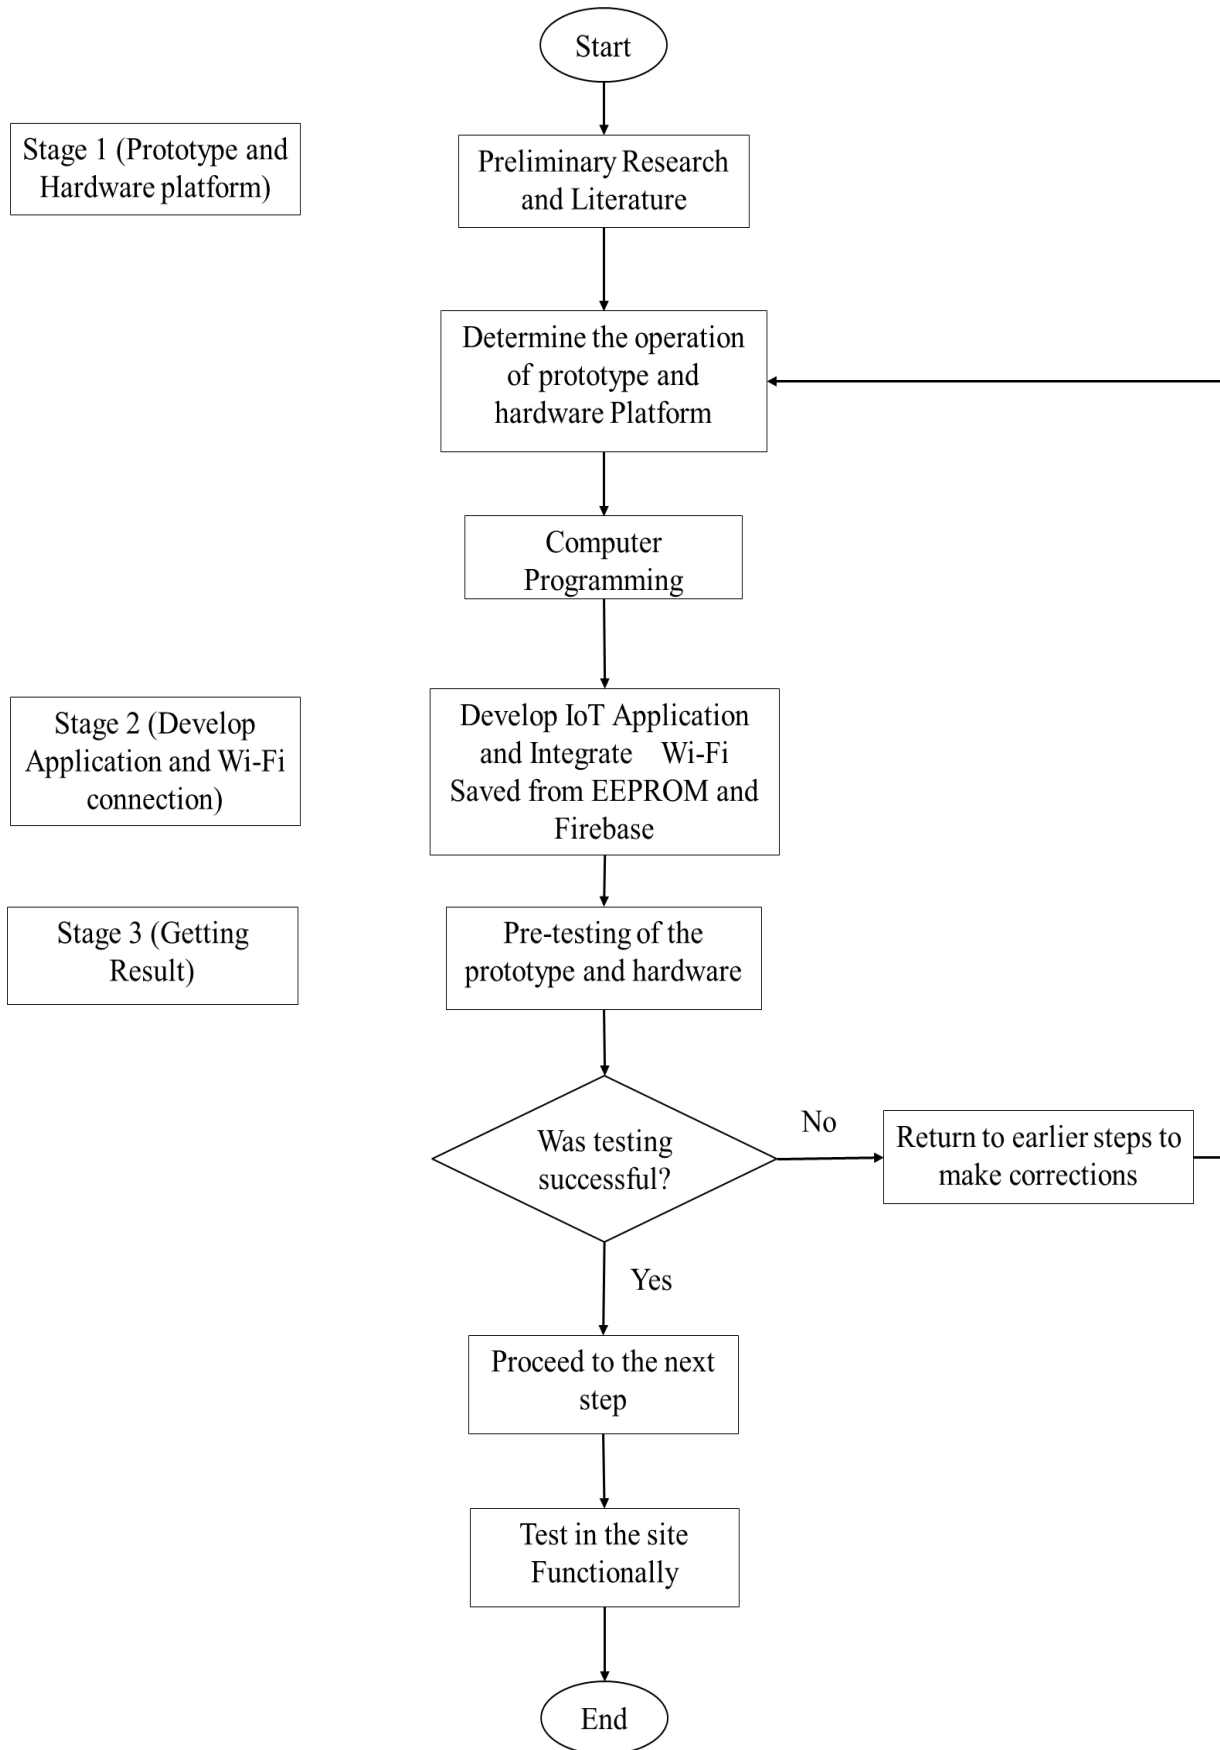 Start
Stage 1 (Prototype and
Hardware platform)
Preliminary Research
and Literature
Determine the operation
of prototype and
hardware Platform
Computer
Programming
Stage 2 (Develop
Application and Wi-Fi
connection)
Develop IoT Application
and Integrate Wi-Fi
Saved from EEPROM and
Firebase
Stage 3 (Getting
Result)
Pre-testing of the
prototype and hardware
Was testing
successful?
No
Return to earlier steps to
make corrections
Yes
Proceed to the next
step
Test in the site
Functionally
End